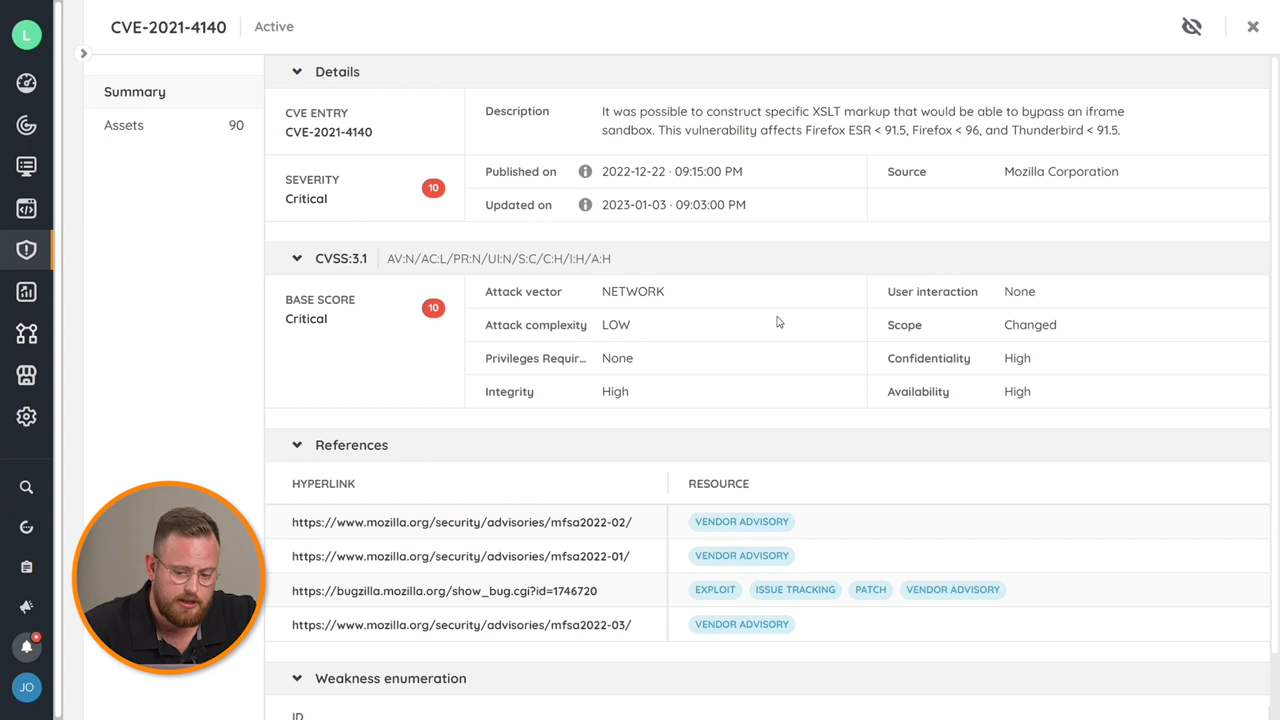 L
CVE-2021-4140
Active
Summary
Assets 90
Details
CVE ENTRY
CVE-2021-4140
Description
It was possible to construct specific XSLT markup that would be able to bypass an iframe
sandbox. This vulnerability affects Firefox ESR < 91.5, Firefox < 96, and Thunderbird < 91.5.
SEVERITY
Critical
10
Published on 2022-12-22 · 09:15:00 PM
Source Mozilla Corporation
Updated on 2023-01-03 · 09:03:00 PM
CVSS:3.1 AV:N/AC:L/PR:N/UI:N/S:C/C:H/I:H/A:H
BASE SCORE
Critical
10
Attack vector NETWORK
User interaction None
Attack complexity LOW
Scope Changed
Privileges Requir... None
Confidentiality High
Integrity High
Availability High
References
HYPERLINK RESOURCE
https://www.mozilla.org/security/advisories/mfsa2022-02/ VENDOR ADVISORY
https://www.mozilla.org/security/advisories/mfsa2022-01/ VENDOR ADVISORY
https://bugzilla.mozilla.org/show_bug.cgi?id=1746720 EXPLOIT ISSUE TRACKING PATCH VENDOR ADVISORY
https://www.mozilla.org/security/advisories/mfsa2022-03/ VENDOR ADVISORY
Weakness enumeration
ID
JO